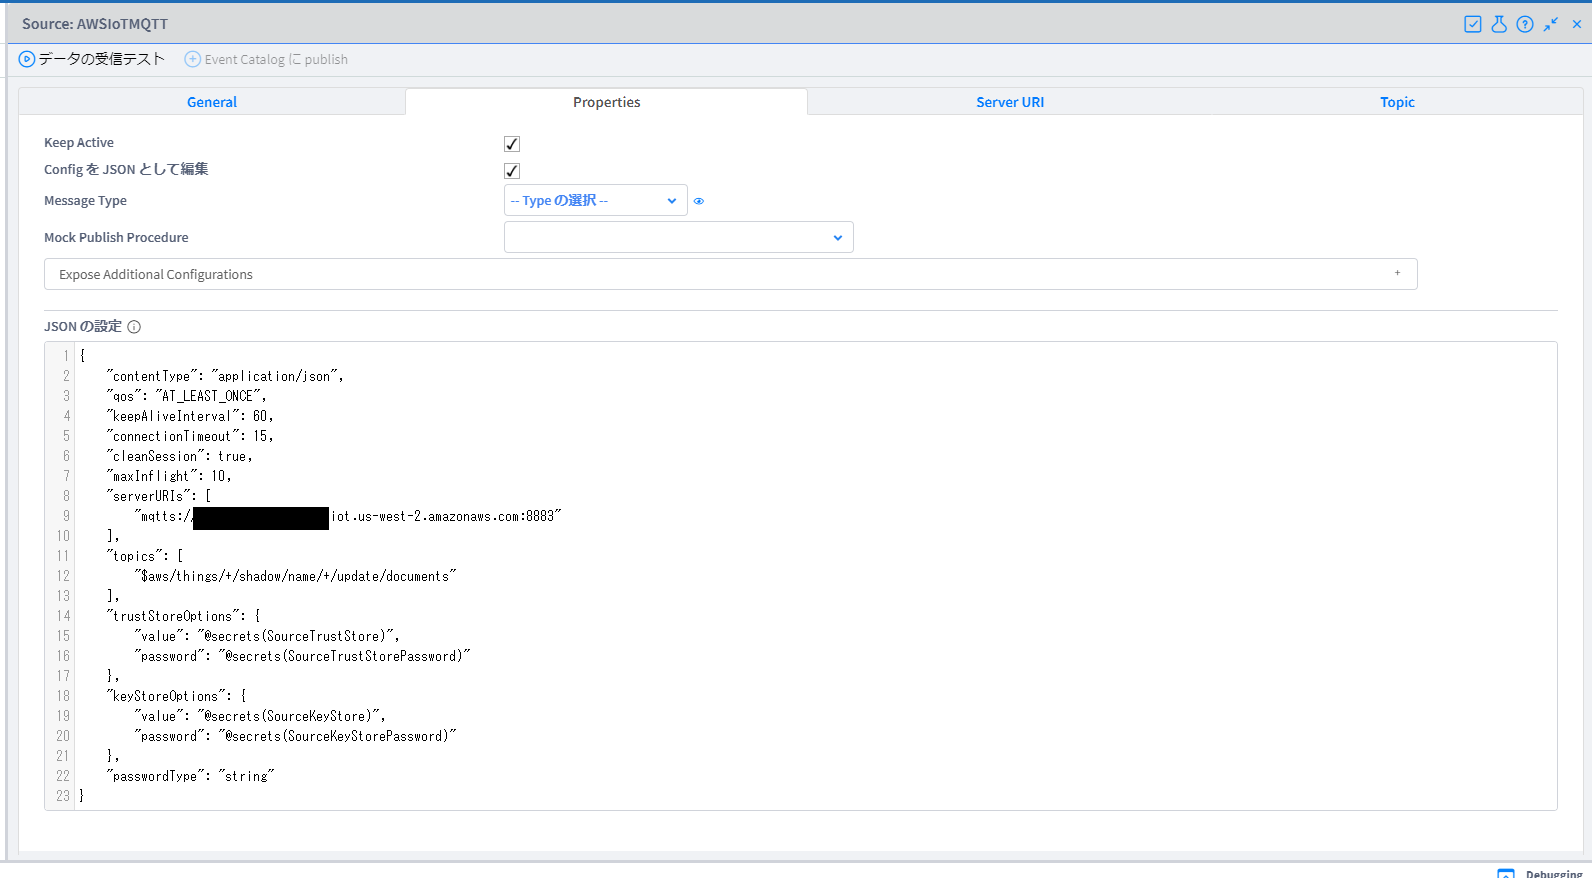 Source: AWSIoTMQTT
データの受信テスト
Event Catalog に publish
General
Properties
Server URI
Topic
Keep Active
Config を JSON として編集
Message Type
-- Type の選択 --
Mock Publish Procedure
Expose Additional Configurations
+
JSON の設定
1 {
2 "contentType": "application/json",
3 "qos": "AT_LEAST_ONCE",
4 "keepAliveInterval": 60,
5 "connectionTimeout": 15,
6 "cleanSession": true,
7 "maxInflight": 10,
8 "serverURIs": [
9 "mqtts:/ iot.us-west-2.amazonaws.com:8883"
10 ],
11 "topics": [
12 "$aws/things/+/shadow/name/+/update/documents"
13 ],
14 "trustStoreOptions": {
15 "value": "@secrets(SourceTrustStore)",
16 "password": "@secrets(SourceTrustStorePassword)"
17 },
18 "keyStoreOptions": {
19 "value": "@secrets(SourceKeyStore)",
20 "password": "@secrets(SourceKeyStorePassword)"
21 },
22 "passwordType": "string"
23 }
Debugging